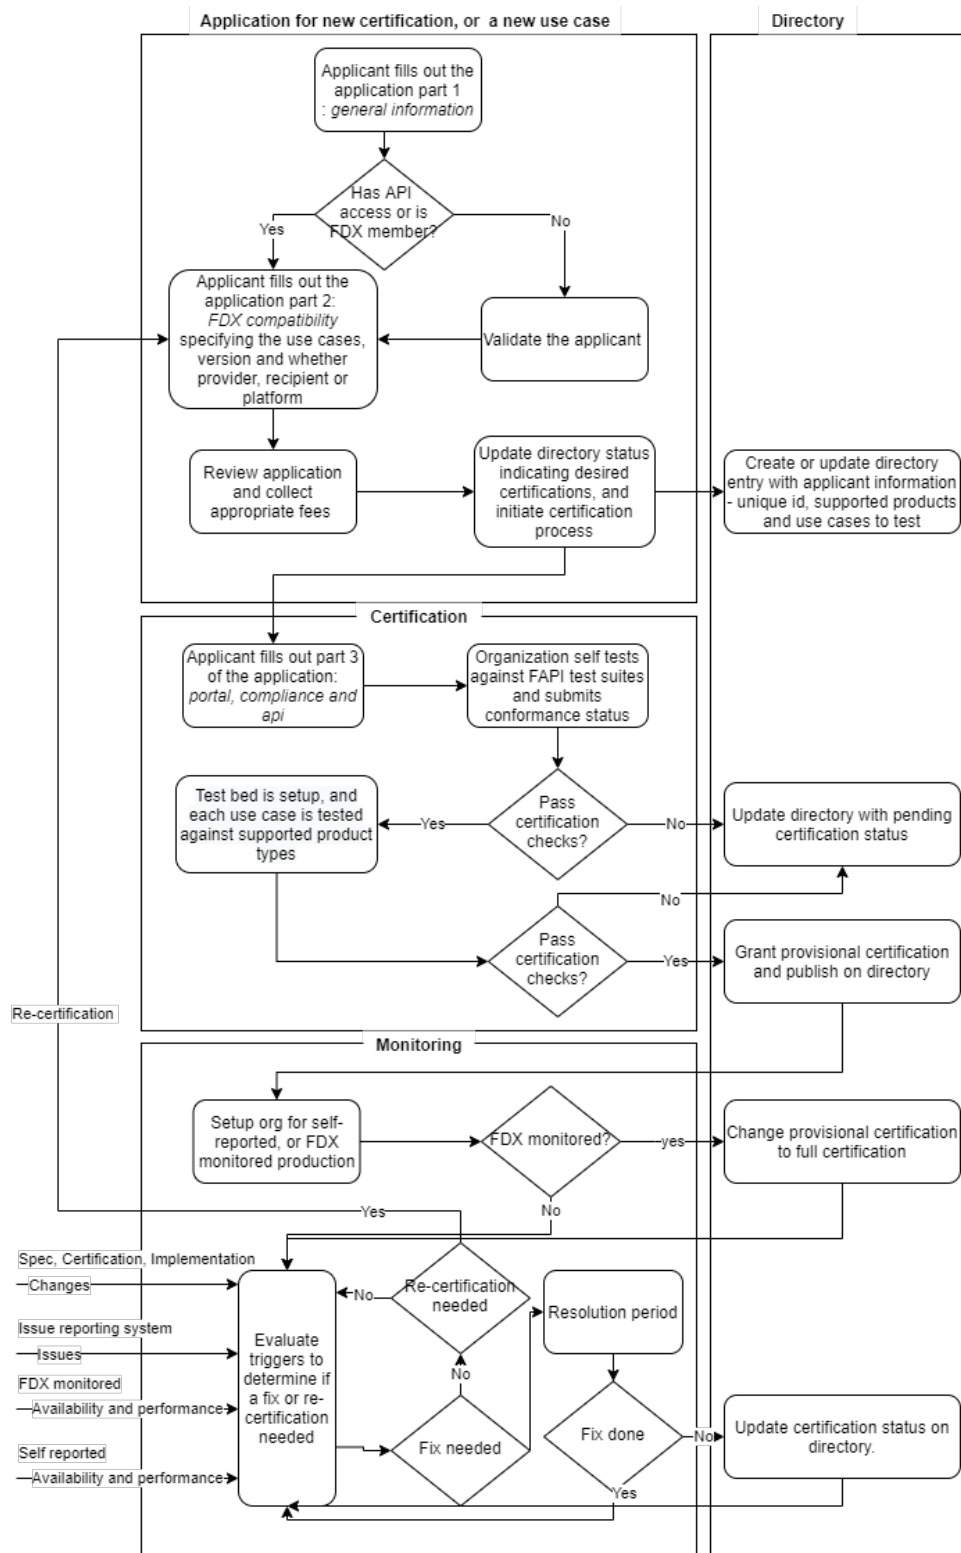 Application for new certification, or a new use case
Directory
Applicant fills out the
application part 1
: general information
Has API
access or is
FDX member?
Yes
No
Applicant fills out the
application part 2:
FDX compatibility
specifying the use cases,
version and whether
provider, recipient or
platform
Validate the applicant
Review application
and collect
appropriate fees
Update directory status
indicating desired
certifications, and
initiate certification
process
Create or update directory
entry with applicant information
- unique id, supported products
and use cases to test
Certification
Applicant fills out part 3
of the application:
portal, compliance and
api
Organization self tests
against FAPI test suites
and submits
conformance status
Test bed is setup, and
each use case is tested
against supported product
types
Yes
Pass
certification
checks?
No
Update directory with pending
certification status
No
Pass
certification
checks?
Yes
Grant provisional certification
and publish on directory
Re-certification
Monitoring
Setup org for self-
reported, or FDX
monitored production
FDX monitored?
yes
Change provisional certification
to full certification
Yes
No
Spec, Certification, Implementation
Changes
Issue reporting system
Issues
FDX monitored
Availability and performance
Self reported
Availability and performance
Evaluate
triggers to
determine if
a fix or re-
certification
needed
No
Re-certification
needed
No
Fix needed
Resolution period
Fix done
No
Yes
Update certification status on
directory.